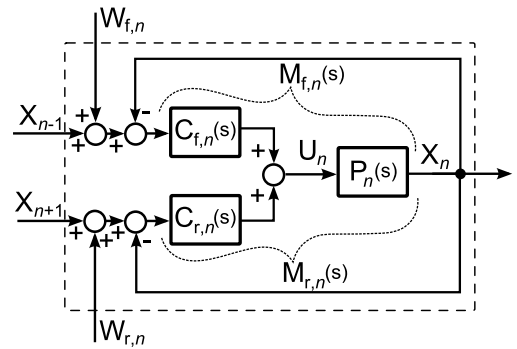 W_{f,n}
M_{f,n}(s)
X_{n-1}
+
+
+
-
C_{f,n}(s)
+
U_n
P_n(s)
X_n
+
X_{n+1}
+
+
+
-
C_{r,n}(s)
M_{r,n}(s)
W_{r,n}